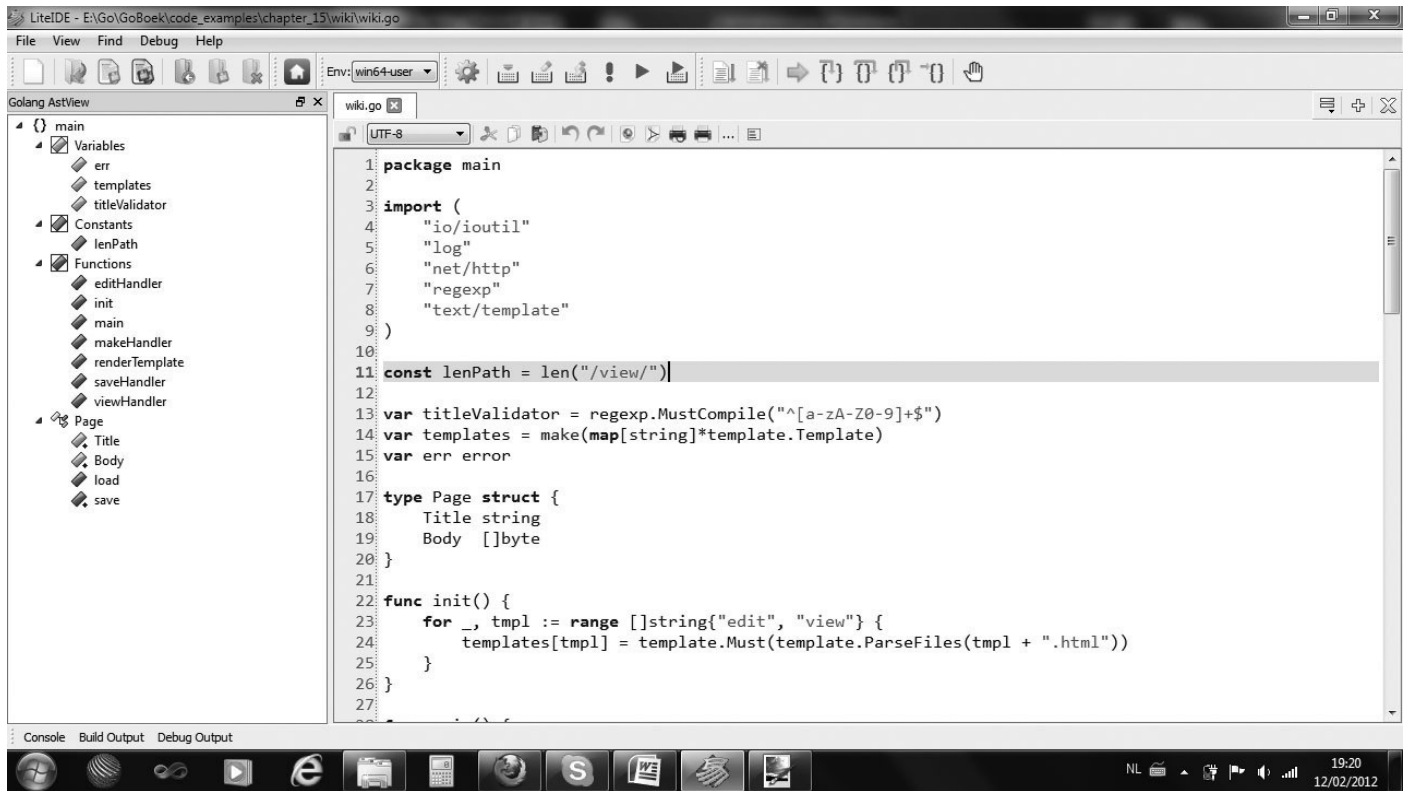 LiteIDE - E:\Go\GoBoek\code_examples\chapter_15\wiki\wiki.go
File View Find Debug Help
Env: win64-user
Golang AstView
{} main
Variables
err
templates
titleValidator
Constants
lenPath
Functions
editHandler
init
main
makeHandler
renderTemplate
saveHandler
viewHandler
Page
Title
Body
load
save
wiki.go
UTF-8
1 package main
2
3 import (
4 "io/ioutil"
5 "log"
6 "net/http"
7 "regexp"
8 "text/template"
9 )
10
11 const lenPath = len("/view/")
12
13 var titleValidator = regexp.MustCompile("^[a-zA-Z0-9]+$")
14 var templates = make(map[string]*template.Template)
15 var err error
16
17 type Page struct {
18 Title string
19 Body []byte
20 }
21
22 func init() {
23 for _, tmpl := range []string{"edit", "view"} {
24 templates[tmpl] = template.Must(template.ParseFiles(tmpl + ".html"))
25 }
26 }
27
Console Build Output Debug Output
NL
19:20
12/02/2012